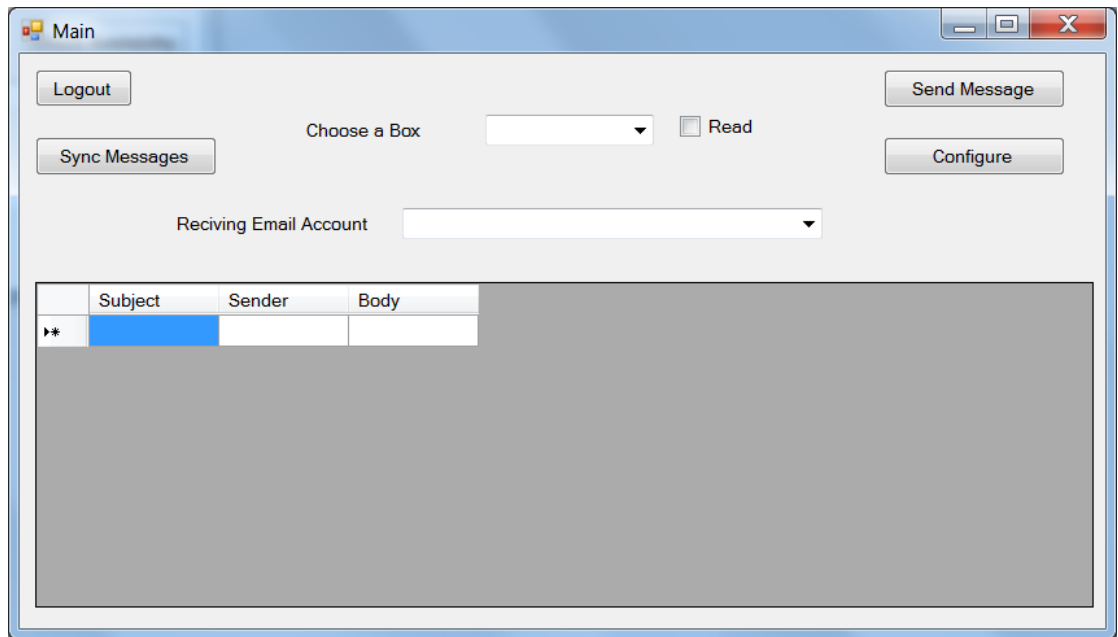 Main
Logout
Send Message
Choose a Box
Read
Sync Messages
Configure
Reciving Email Account
Subject Sender Body